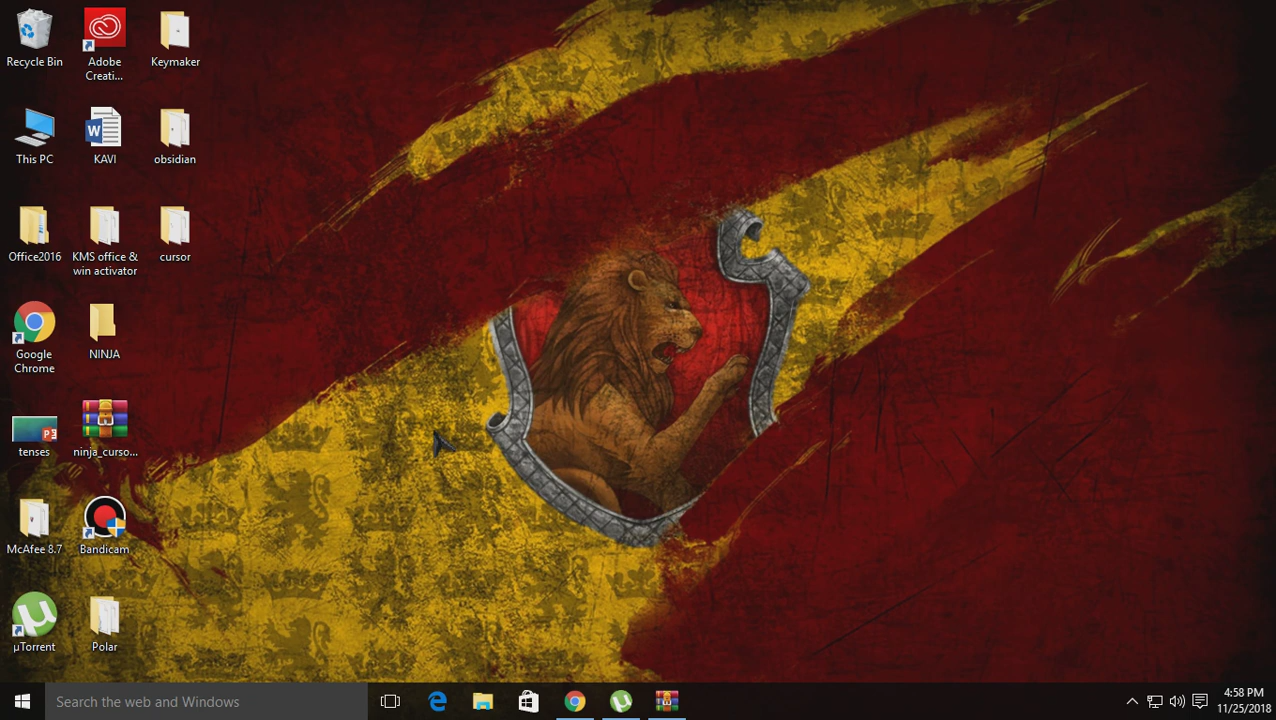 Recycle Bin
Adobe
Creati...
Keymaker
This PC
KAVI
obsidian
Office2016
KMS office &
win activator
cursor
Google
Chrome
NINJA
tenses
ninja_curso...
McAfee 8.7
Bandicam
µTorrent
Polar
Search the web and Windows
4:58 PM
11/25/2018